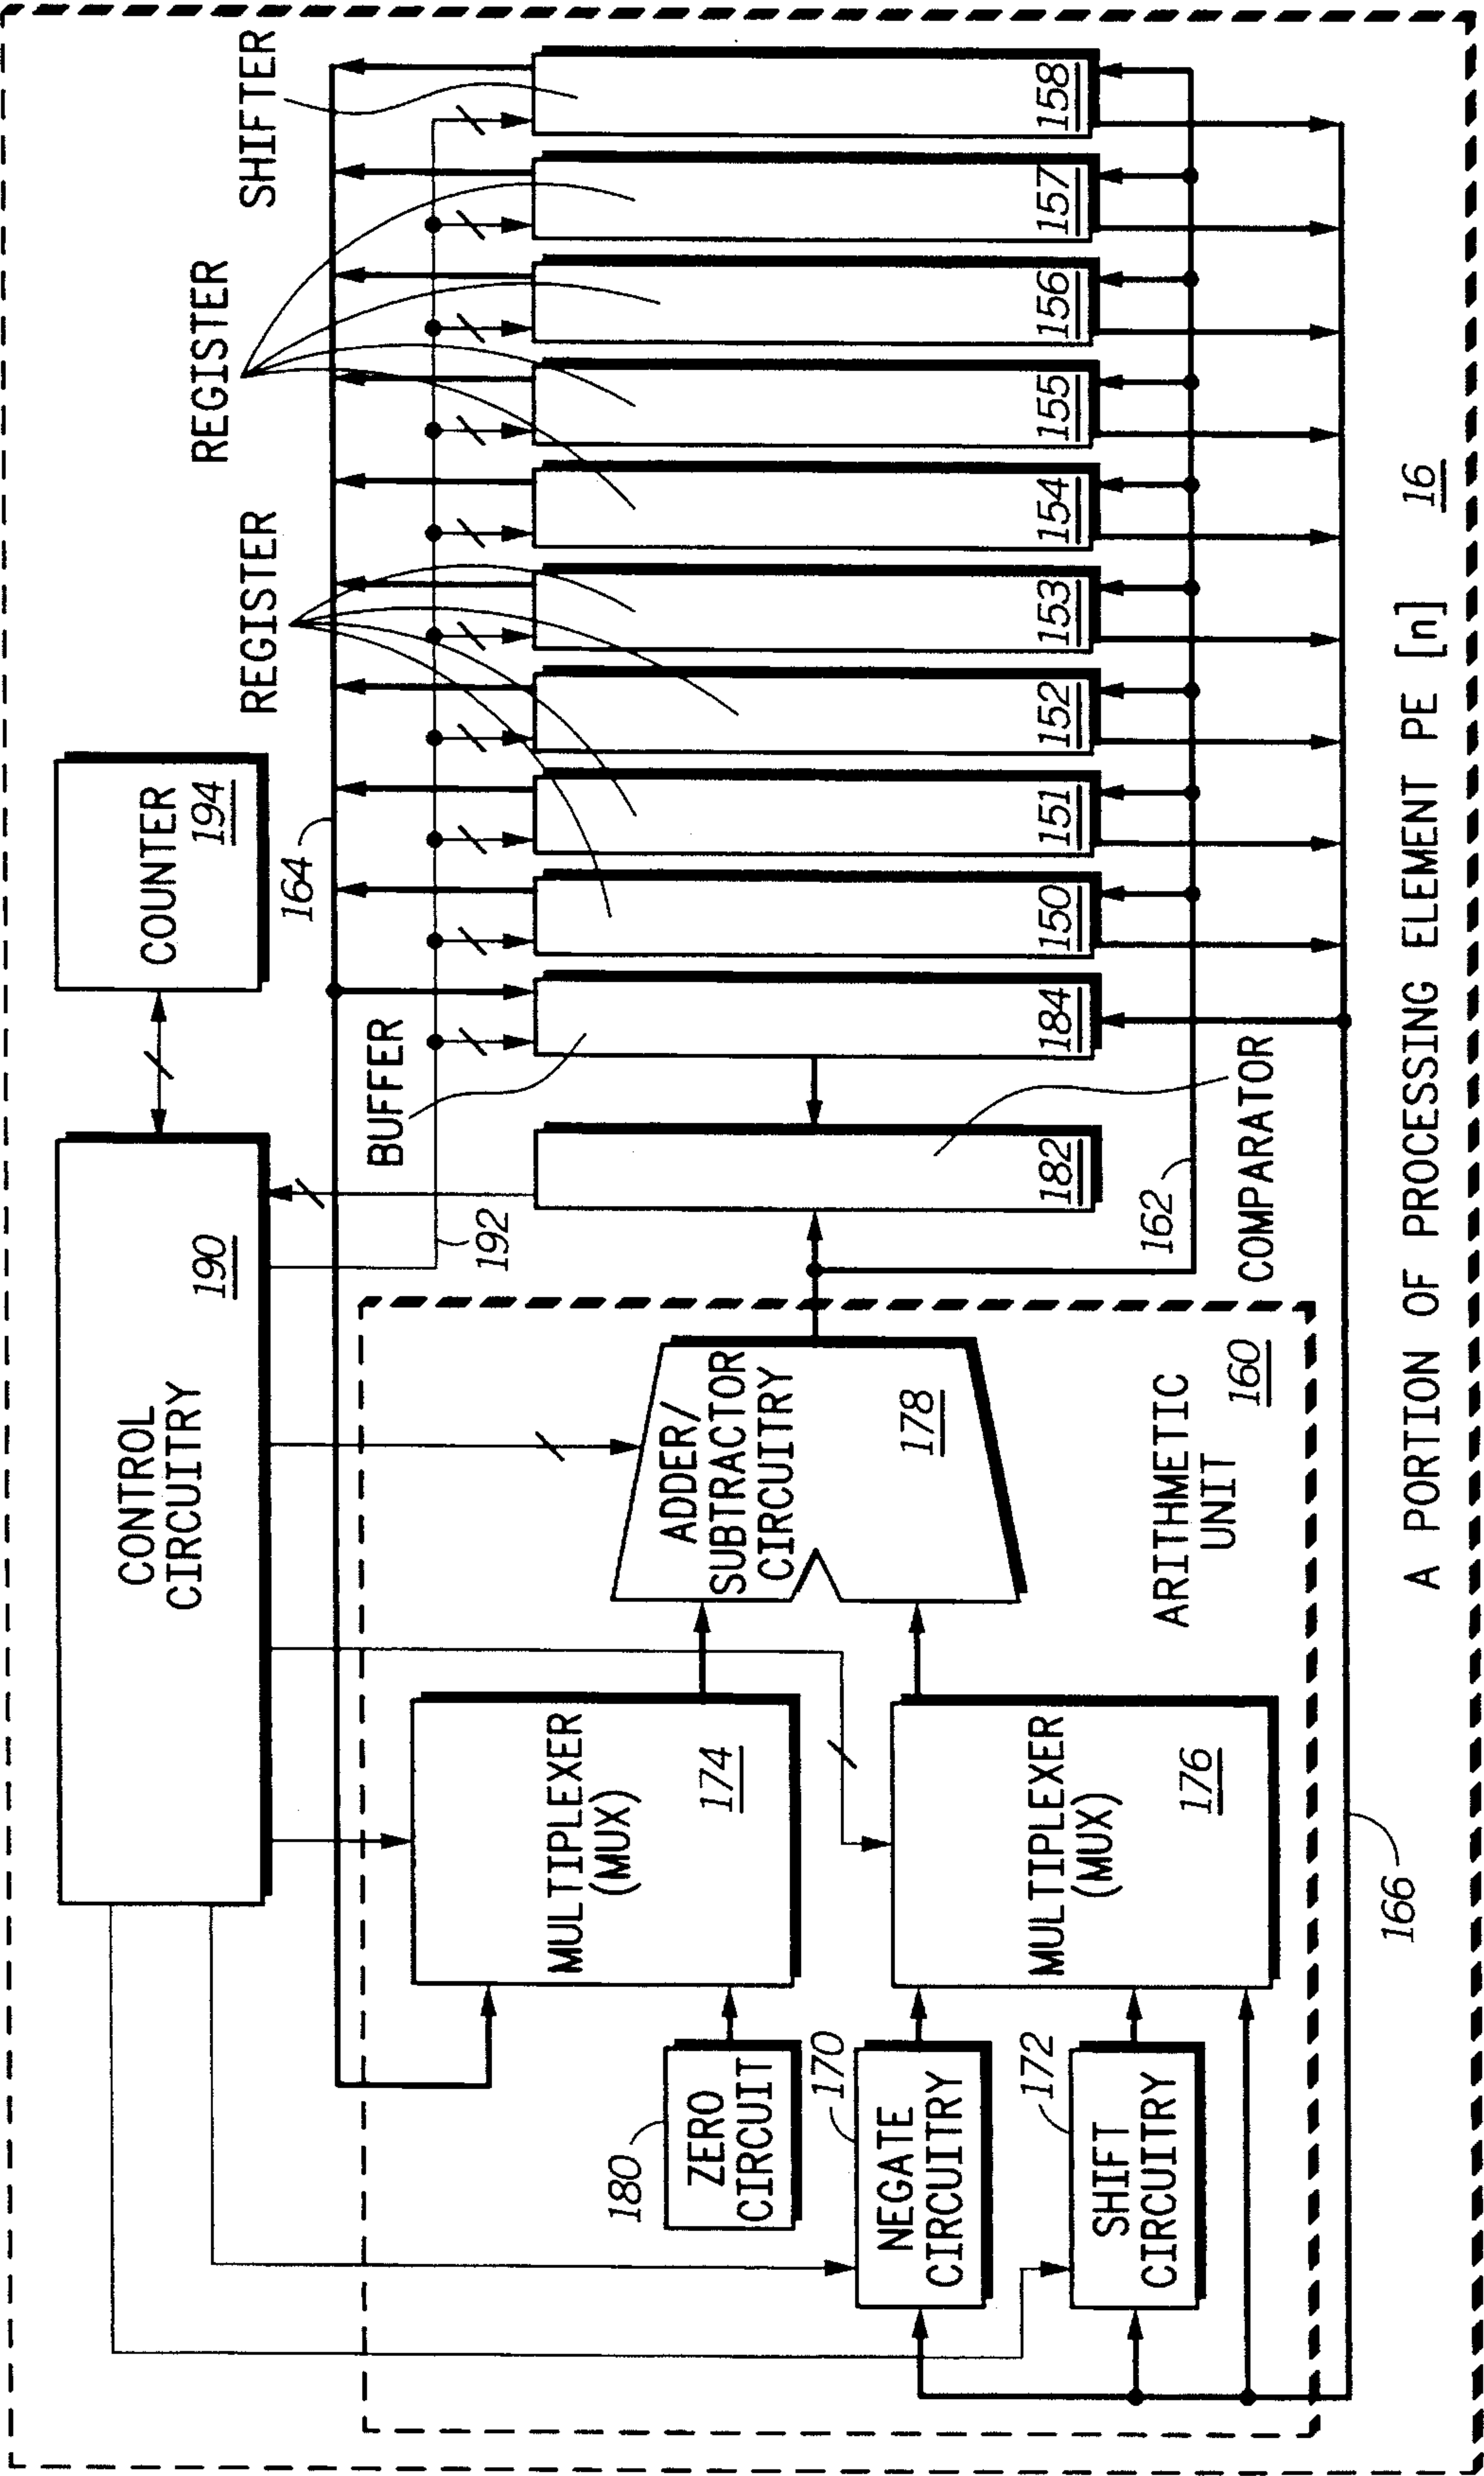 CONTROL
CIRCUITRY
190
COUNTER
194
164
192
BUFFER
REGISTER
REGISTER
SHIFTER
182
184
150
151
152
153
154
155
156
157
158
162
COMPARATOR
MULTIPLEXER
(MUX)
174
ADDER/
SUBTRACTOR
CIRCUITRY
178
180
ZERO
CIRCUIT
170
NEGATE
CIRCUITRY
172
SHIFT
CIRCUITRY
MULTIPLEXER
(MUX)
176
ARITHMETIC
UNIT
160
166
A PORTION OF PROCESSING ELEMENT PE [n] 16